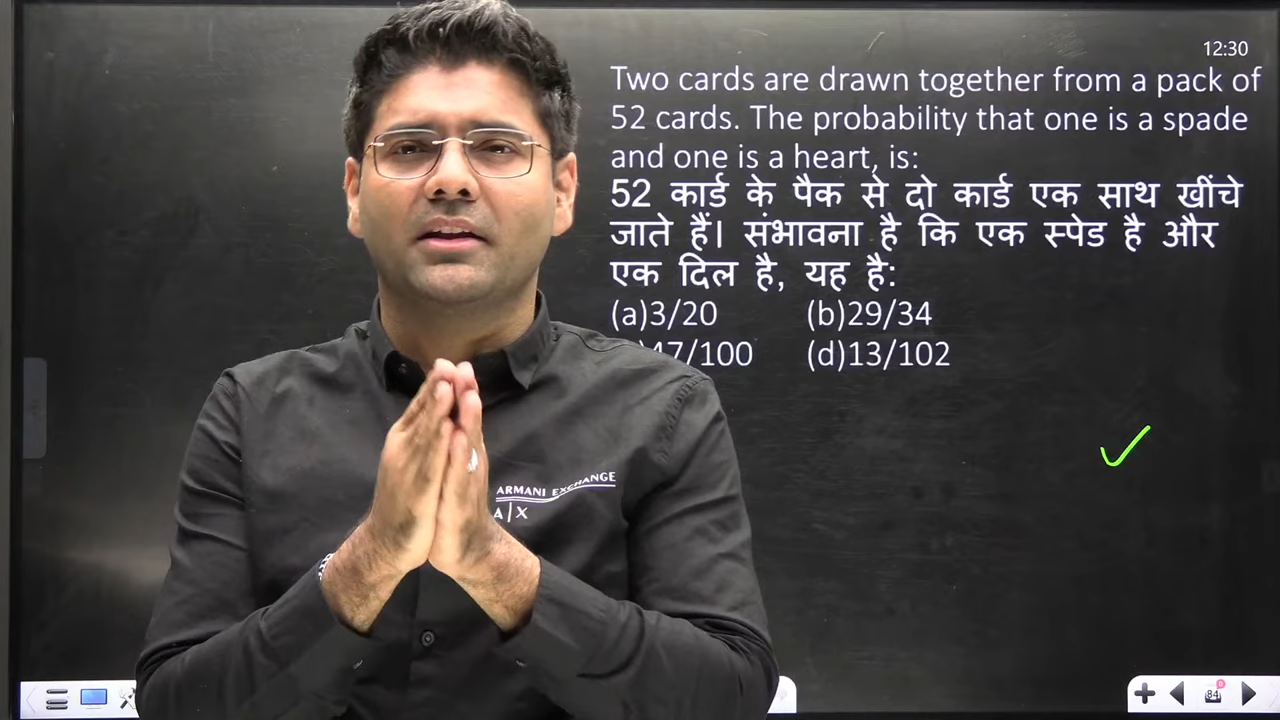 12:30
Two cards are drawn together from a pack of
52 cards. The probability that one is a spade
and one is a heart, is:
52 कार्ड के पैक से दो कार्ड एक साथ खींचे
जाते हैं। संभावना है कि एक स्पेड है और
एक दिल है, यह है:
(a)3/20 (b)29/34
47/100 (d)13/102
ARMANI EXCHANGE
A|X
84